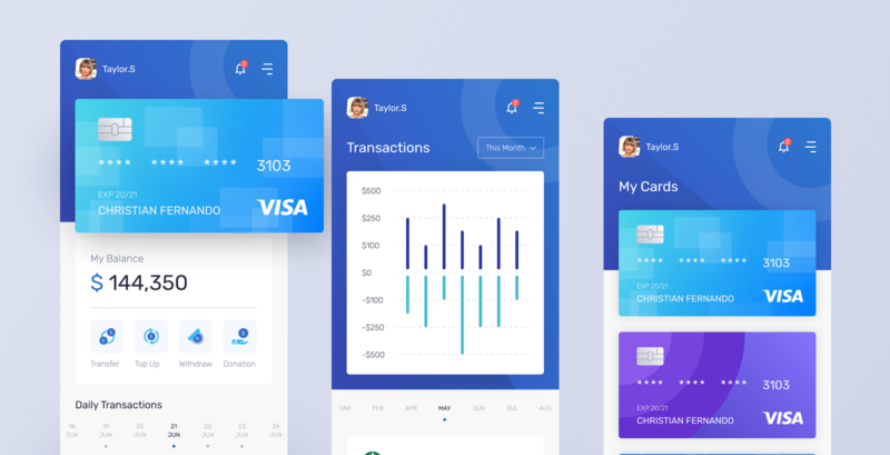 Taylor.S
2
**** **** **** 3103
EXP 20/21
CHRISTIAN FERNANDO
VISA
My Balance
$ 144,350
Transfer Top Up Withdraw Donation
Daily Transactions
18 19 20 21 22 23 24
JUN JUN JUN JUN JUN JUN JUN
Taylor.S
Transactions
This Month
$500
$250
$100
$0
-$100
-$250
-$500
JAN FEB APR MAY JUN JUL AUG
Taylor.S
My Cards
**** **** **** 3103
EXP 20/21
CHRISTIAN FERNANDO
VISA
**** **** **** 3103
EXP 20/21
CHRISTIAN FERNANDO
VISA